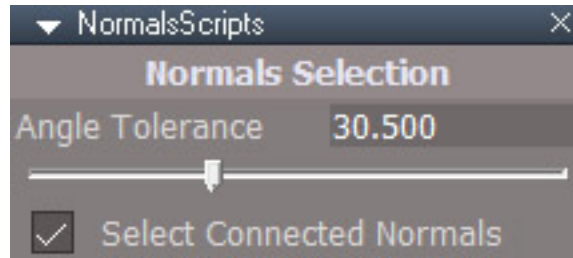 NormalsScripts
Normals Selection
Angle Tolerance 30.500
Select Connected Normals